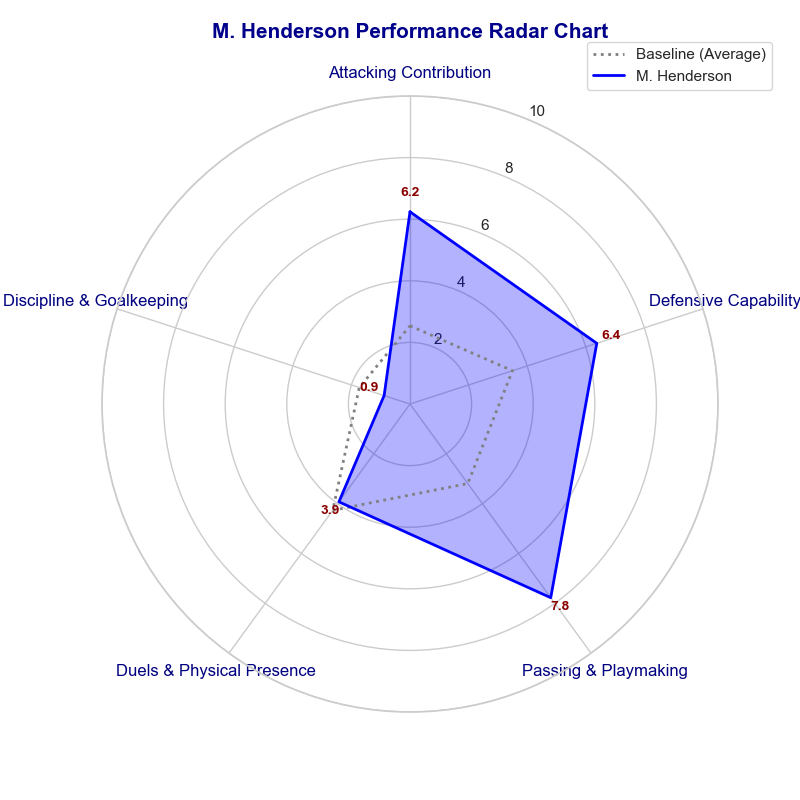 M. Henderson Performance Radar Chart
Baseline (Average)
M. Henderson
Attacking Contribution
10
8
6.2
6
4
Discipline & Goalkeeping
Defensive Capability
2
6.4
0.9
3.9
7.8
Duels & Physical Presence
Passing & Playmaking